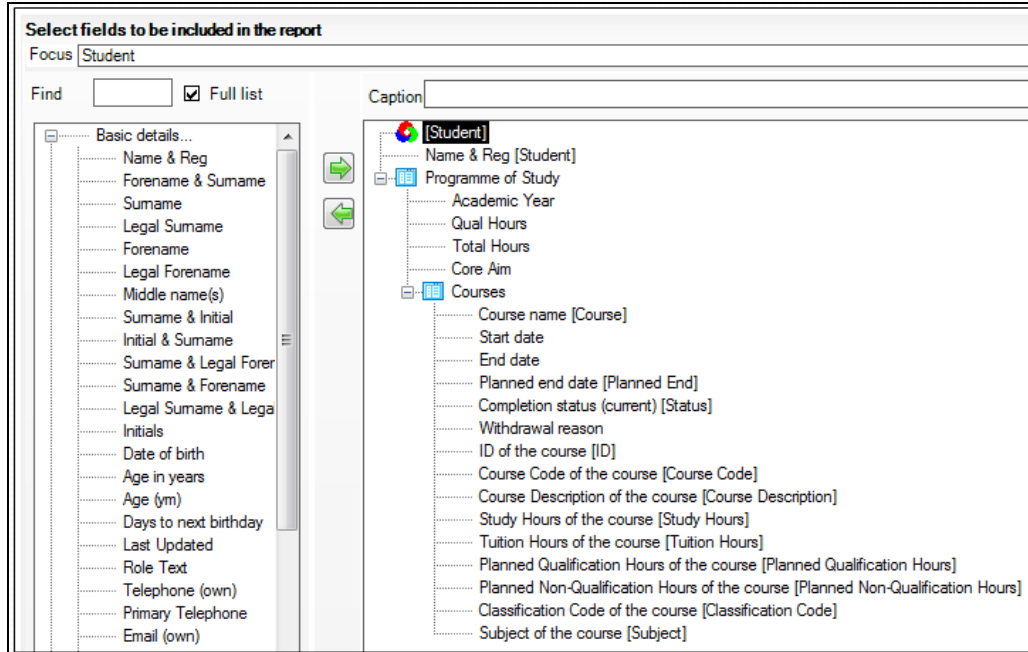 Select fields to be included in the report
Focus Student
Find
Full list
Basic details...
Name & Reg
Forename & Surname
Surname
Legal Surname
Forename
Legal Forename
Middle name(s)
Surname & Initial
Initial & Surname
Surname & Legal Forer
Surname & Forename
Legal Surname & Legal
Initials
Date of birth
Age in years
Age (ym)
Days to next birthday
Last Updated
Role Text
Telephone (own)
Primary Telephone
Email (own)
Caption
[Student]
Name & Reg [Student]
Programme of Study
Academic Year
Qual Hours
Total Hours
Core Aim
Courses
Course name [Course]
Start date
End date
Planned end date [Planned End]
Completion status (current) [Status]
Withdrawal reason
ID of the course [ID]
Course Code of the course [Course Code]
Course Description of the course [Course Description]
Study Hours of the course [Study Hours]
Tuition Hours of the course [Tuition Hours]
Planned Qualification Hours of the course [Planned Qualification Hours]
Planned Non-Qualification Hours of the course [Planned Non-Qualification Hours]
Classification Code of the course [Classification Code]
Subject of the course [Subject]